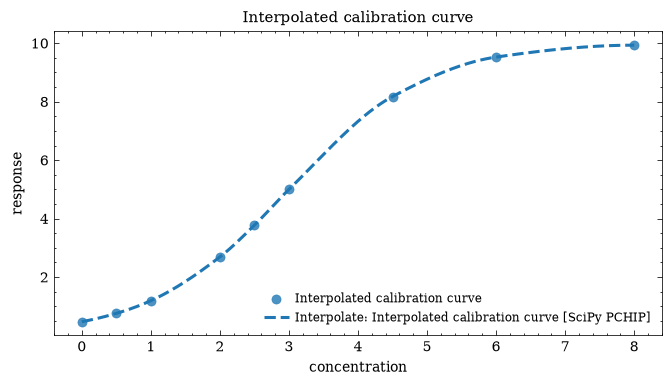 Interpolated calibration curve
10
8
6
4
2
response
Interpolated calibration curve
Interpolate: Interpolated calibration curve [SciPy PCHIP]
0 1 2 3 4 5 6 7 8
concentration